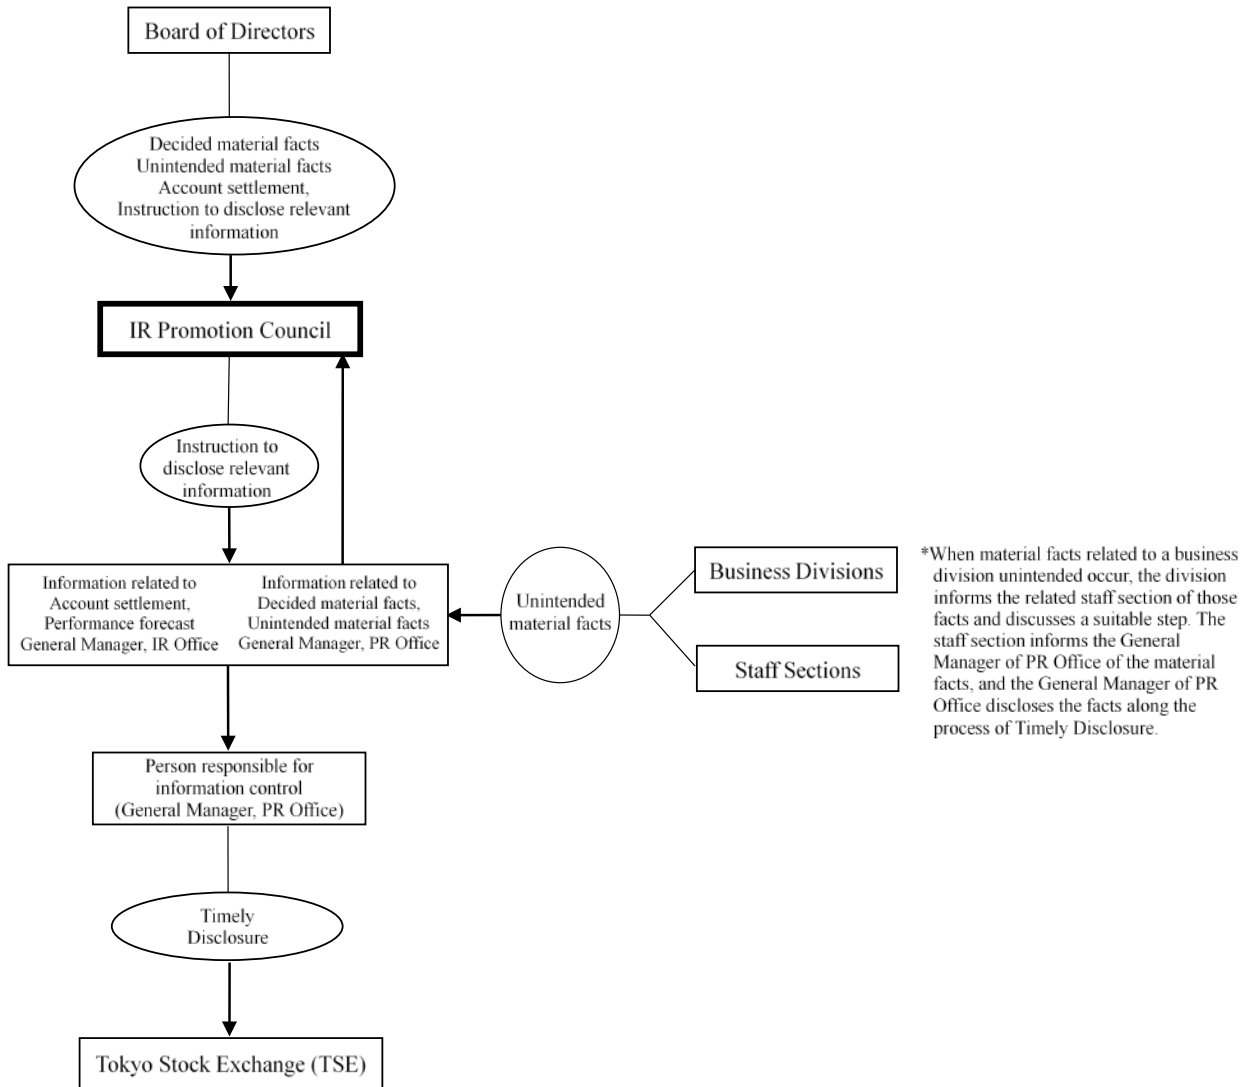 Board of Directors
Decided material facts
Unintended material facts
Account settlement,
Instruction to disclose relevant
information
IR Promotion Council
Instruction to
disclose relevant
information
Information related to
Account settlement,
Performance forecast
General Manager, IR Office
Information related to
Decided material facts,
Unintended material facts
General Manager, PR Office
Unintended
material facts
Business Divisions
Staff Sections
*When material facts related to a business
division unintended occur, the division
informs the related staff section of those
facts and discusses a suitable step. The
staff section informs the General
Manager of PR Office of the material
facts, and the General Manager of PR
Office discloses the facts along the
process of Timely Disclosure.
Person responsible for
information control
(General Manager, PR Office)
Timely
Disclosure
Tokyo Stock Exchange (TSE)